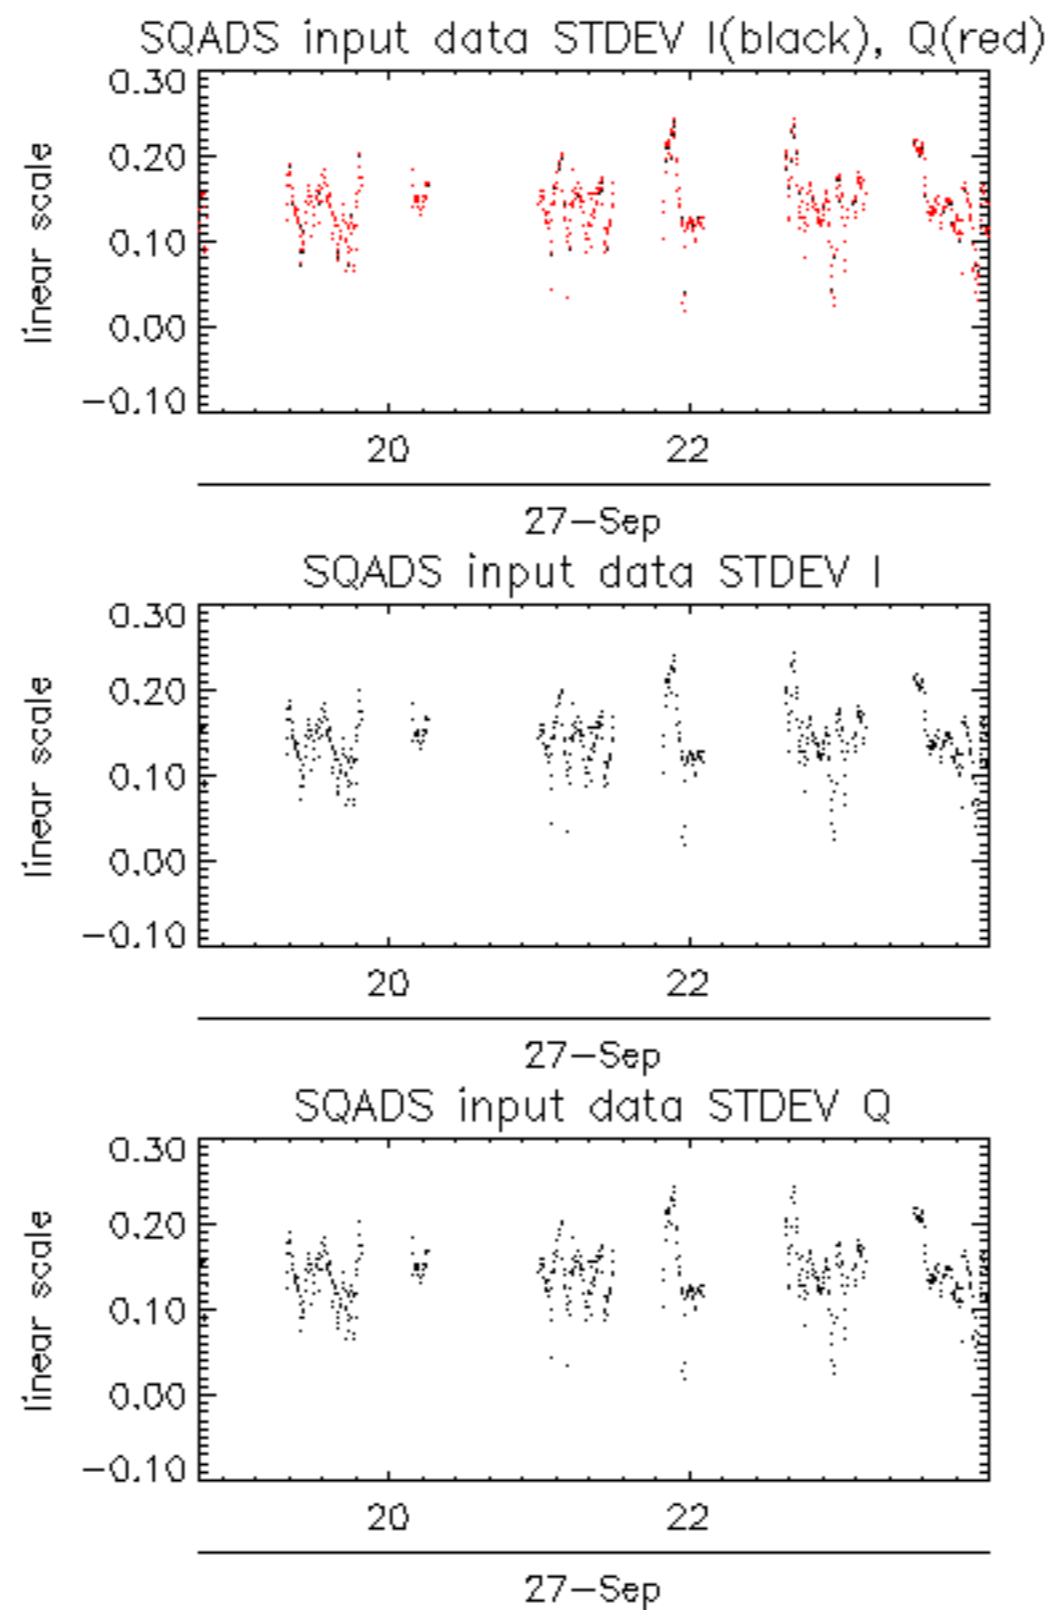 SQADS input data STDEV I(black), Q(red)
0.30
0.20
0.10
0.00
−0.10
linear scale
20 22
27−Sep
SQADS input data STDEV I
0.30
0.20
0.10
0.00
−0.10
linear scale
20 22
27−Sep
SQADS input data STDEV Q
0.30
0.20
0.10
0.00
−0.10
linear scale
20 22
27−Sep